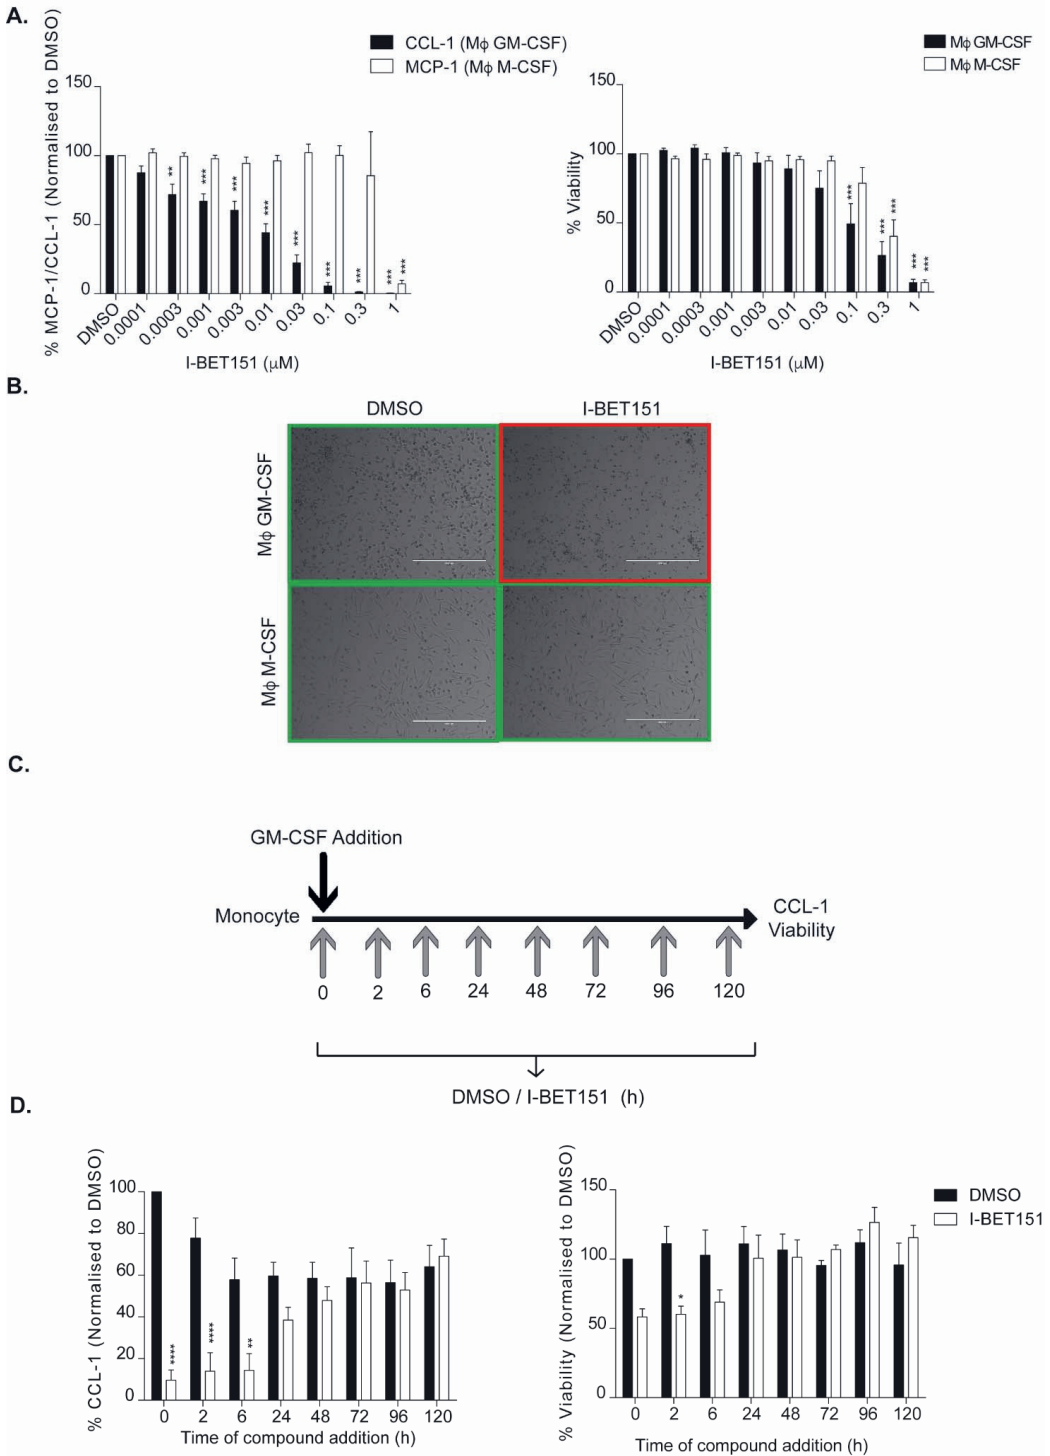 A.
% MCP-1/CCL-1 (Normalised to DMSO)
CCL-1 (Mφ GM-CSF)
MCP-1 (Mφ M-CSF)
150
100
50
0
**
***
***
***
***
***
***
***
***
DMSO
0.0001
0.0003
0.001
0.003
0.01
0.03
0.1
0.3
1
I-BET151 (μM)
% Viability
Mφ GM-CSF
Mφ M-CSF
150
100
50
0
***
***
***
***
***
DMSO
0.0001
0.0003
0.001
0.003
0.01
0.03
0.1
0.3
1
I-BET151 (μM)
B.
DMSO
I-BET151
Mφ GM-CSF
Mφ M-CSF
C.
GM-CSF Addition
Monocyte
CCL-1
Viability
0 2 6 24 48 72 96 120
DMSO / I-BET151 (h)
D.
% CCL-1 (Normalised to DMSO)
100
80
60
40
20
0
****
****
**
0 2 6 24 48 72 96 120
Time of compound addition (h)
% Viability (Normalised to DMSO)
150
100
50
0
*
DMSO
I-BET151
0 2 6 24 48 72 96 120
Time of compound addition (h)